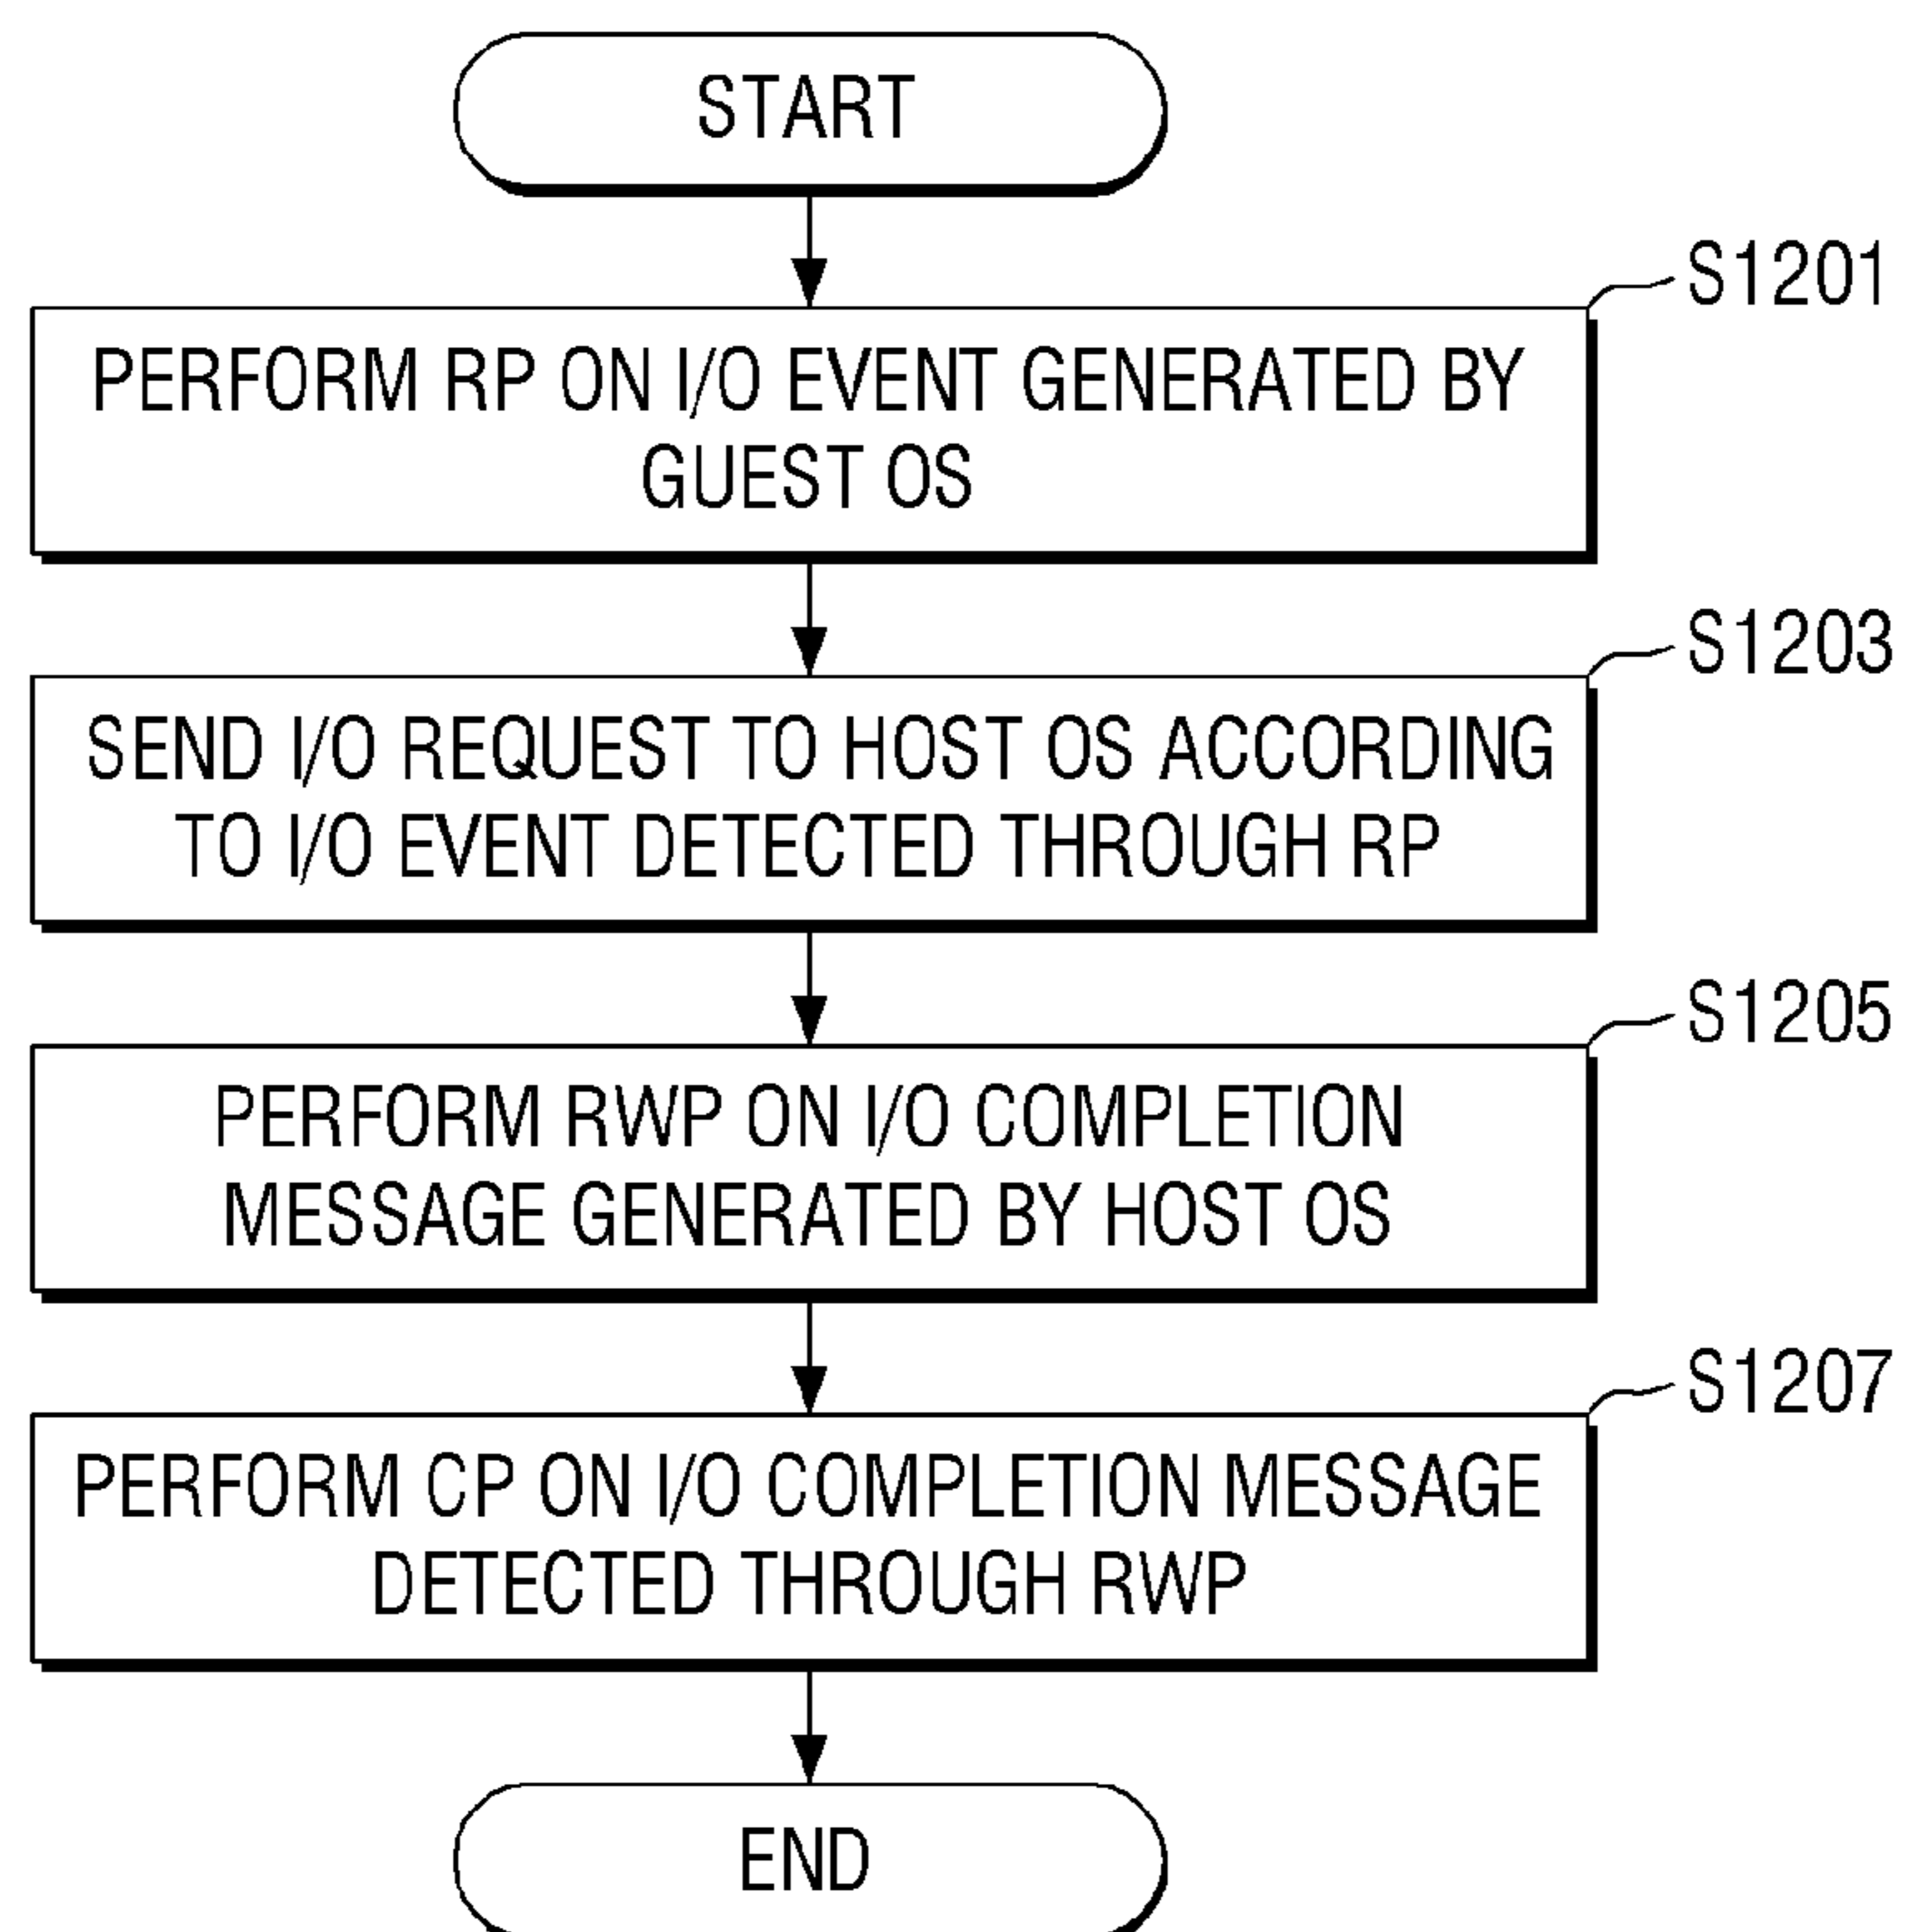 START
S1201
PERFORM RP ON I/O EVENT GENERATED BY
GUEST OS
S1203
SEND I/O REQUEST TO HOST OS ACCORDING
TO I/O EVENT DETECTED THROUGH RP
S1205
PERFORM RWP ON I/O COMPLETION
MESSAGE GENERATED BY HOST OS
S1207
PERFORM CP ON I/O COMPLETION MESSAGE
DETECTED THROUGH RWP
END